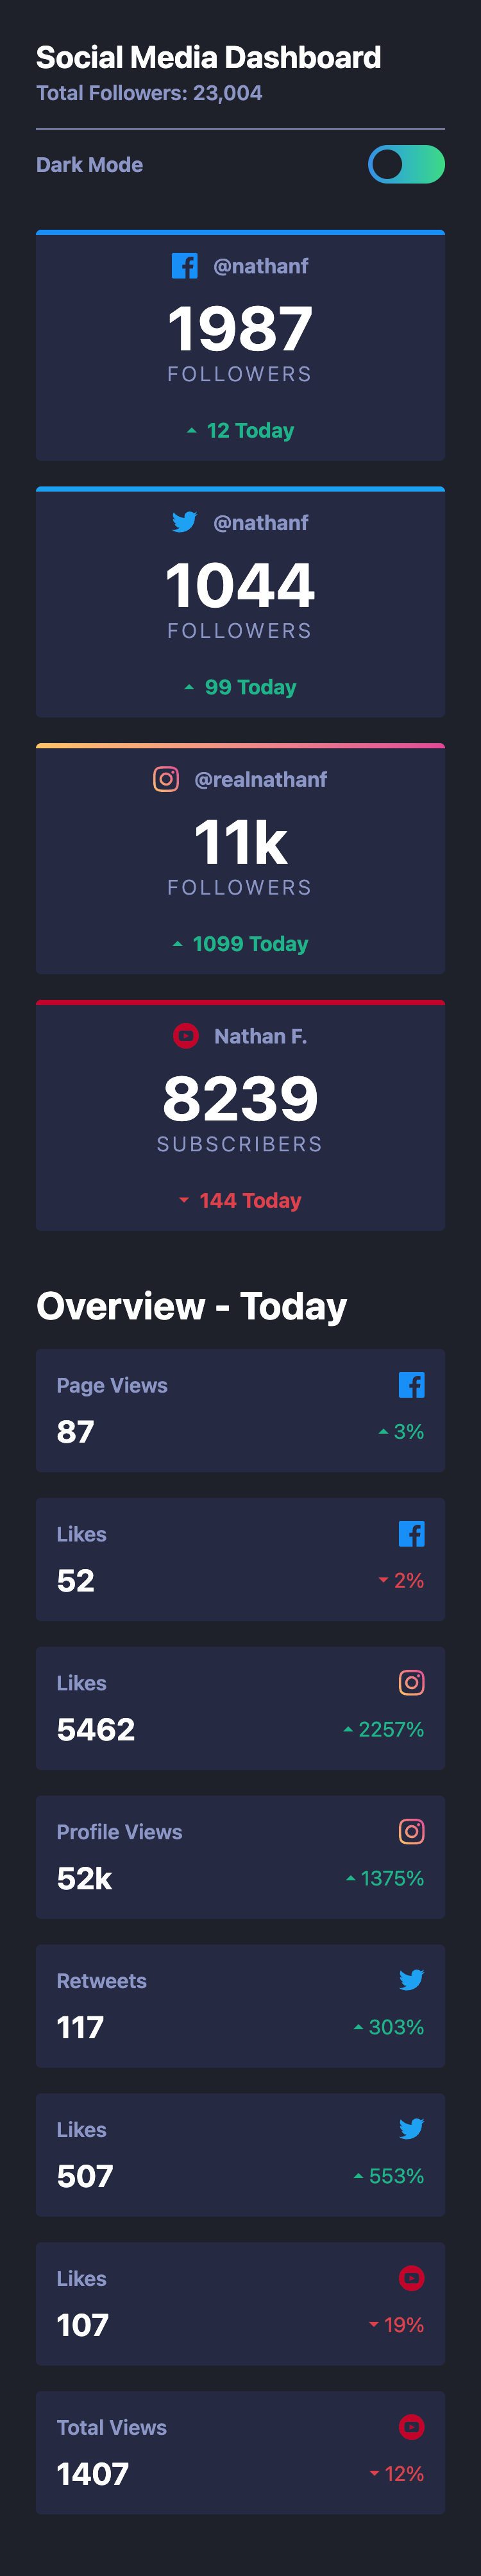 Social Media Dashboard
Total Followers: 23,004
Dark Mode
@nathanf
1987
FOLLOWERS
12 Today
@nathanf
1044
FOLLOWERS
99 Today
@realnathanf
11k
FOLLOWERS
1099 Today
Nathan F.
8239
SUBSCRIBERS
144 Today
Overview - Today
Page Views
87 3%
Likes
52 2%
Likes
5462 2257%
Profile Views
52k 1375%
Retweets
117 303%
Likes
507 553%
Likes
107 19%
Total Views
1407 12%